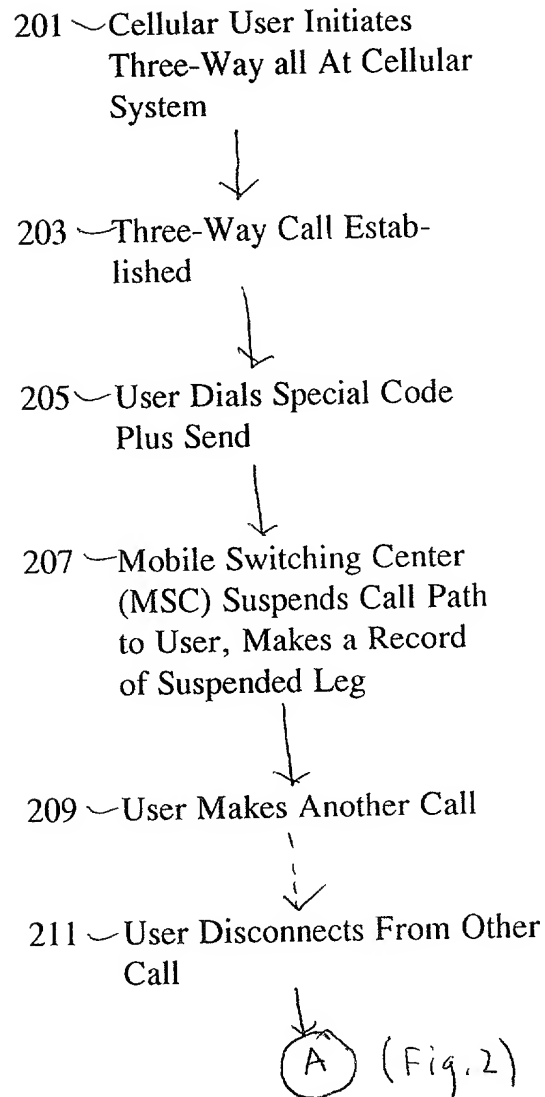 201 Cellular User Initiates
Three-Way all At Cellular
System
203 Three-Way Call Estab-
lished
205 User Dials Special Code
Plus Send
207 Mobile Switching Center
(MSC) Suspends Call Path
to User, Makes a Record
of Suspended Leg
209 User Makes Another Call
211 User Disconnects From Other
Call
A (Fig. 2)